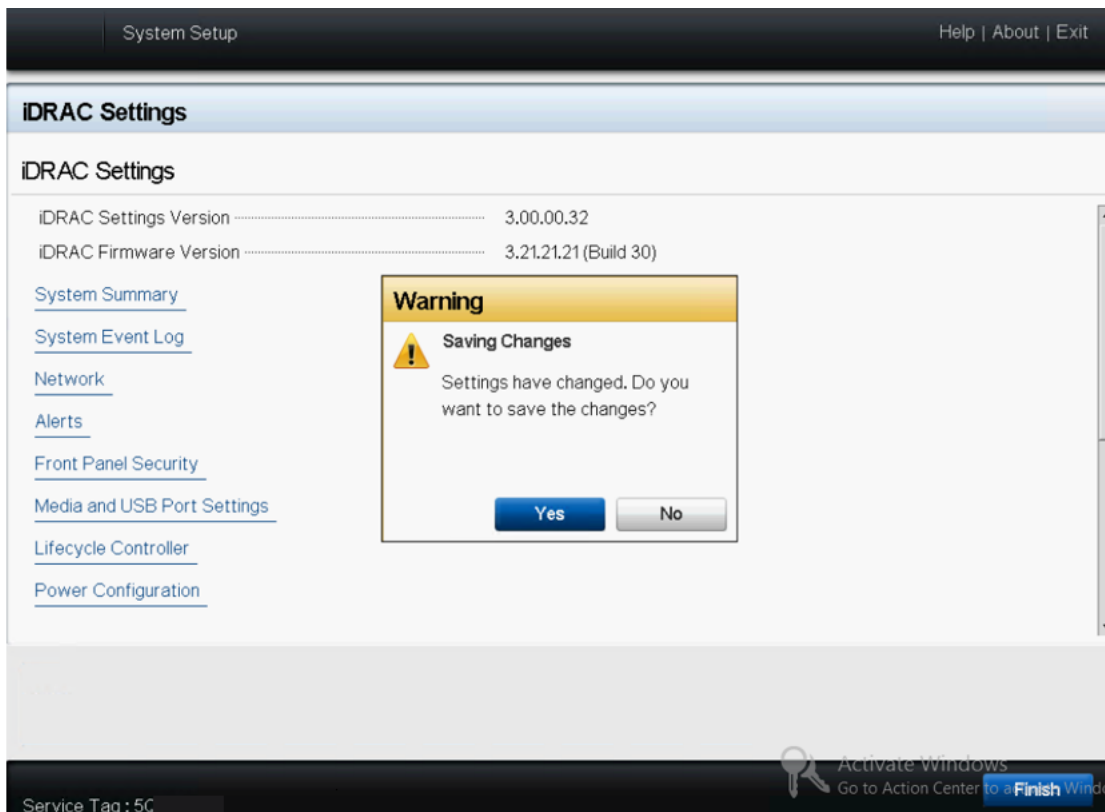 System Setup
Help | About | Exit
iDRAC Settings
iDRAC Settings
iDRAC Settings Version 3.00.00.32
iDRAC Firmware Version 3.21.21.21 (Build 30)
System Summary
System Event Log
Network
Alerts
Front Panel Security
Media and USB Port Settings
Lifecycle Controller
Power Configuration
Warning
Saving Changes
Settings have changed. Do you
want to save the changes?
Yes No
Activate Windows
Go to Action Center to
Finish
Service Tag : 5